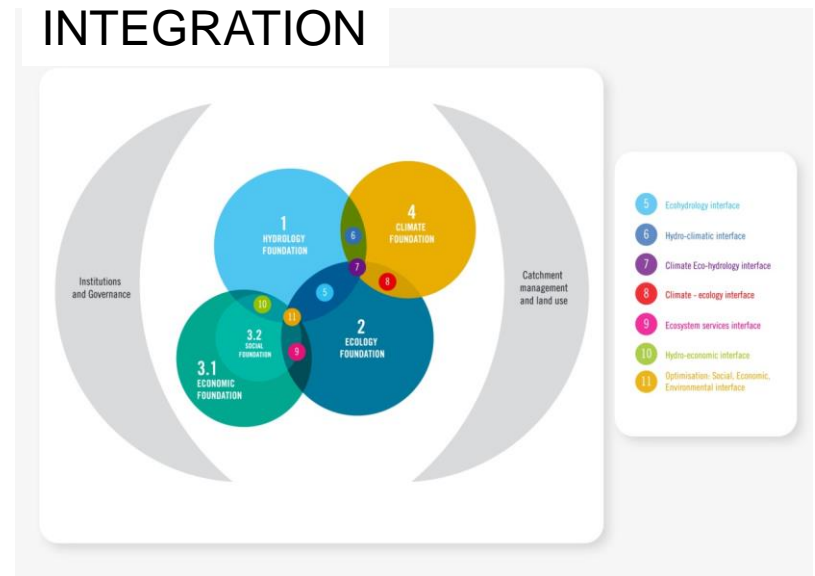 INTEGRATION
1
HYDROLOGY
FOUNDATION
4
CLIMATE
FOUNDATION
6
7
8
5
Institutions
and Governance
Catchment
management
and land use
10
11
3.2
SOCIAL
FOUNDATION
9
2
ECOLOGY
FOUNDATION
3.1
ECONOMIC
FOUNDATION
5 Ecohydrology interface
6 Hydro-climatic interface
7 Climate Eco-hydrology interface
8 Climate - ecology interface
9 Ecosystem services interface
10 Hydro-economic interface
11 Optimisation: Social, Economic,
Environmental interface